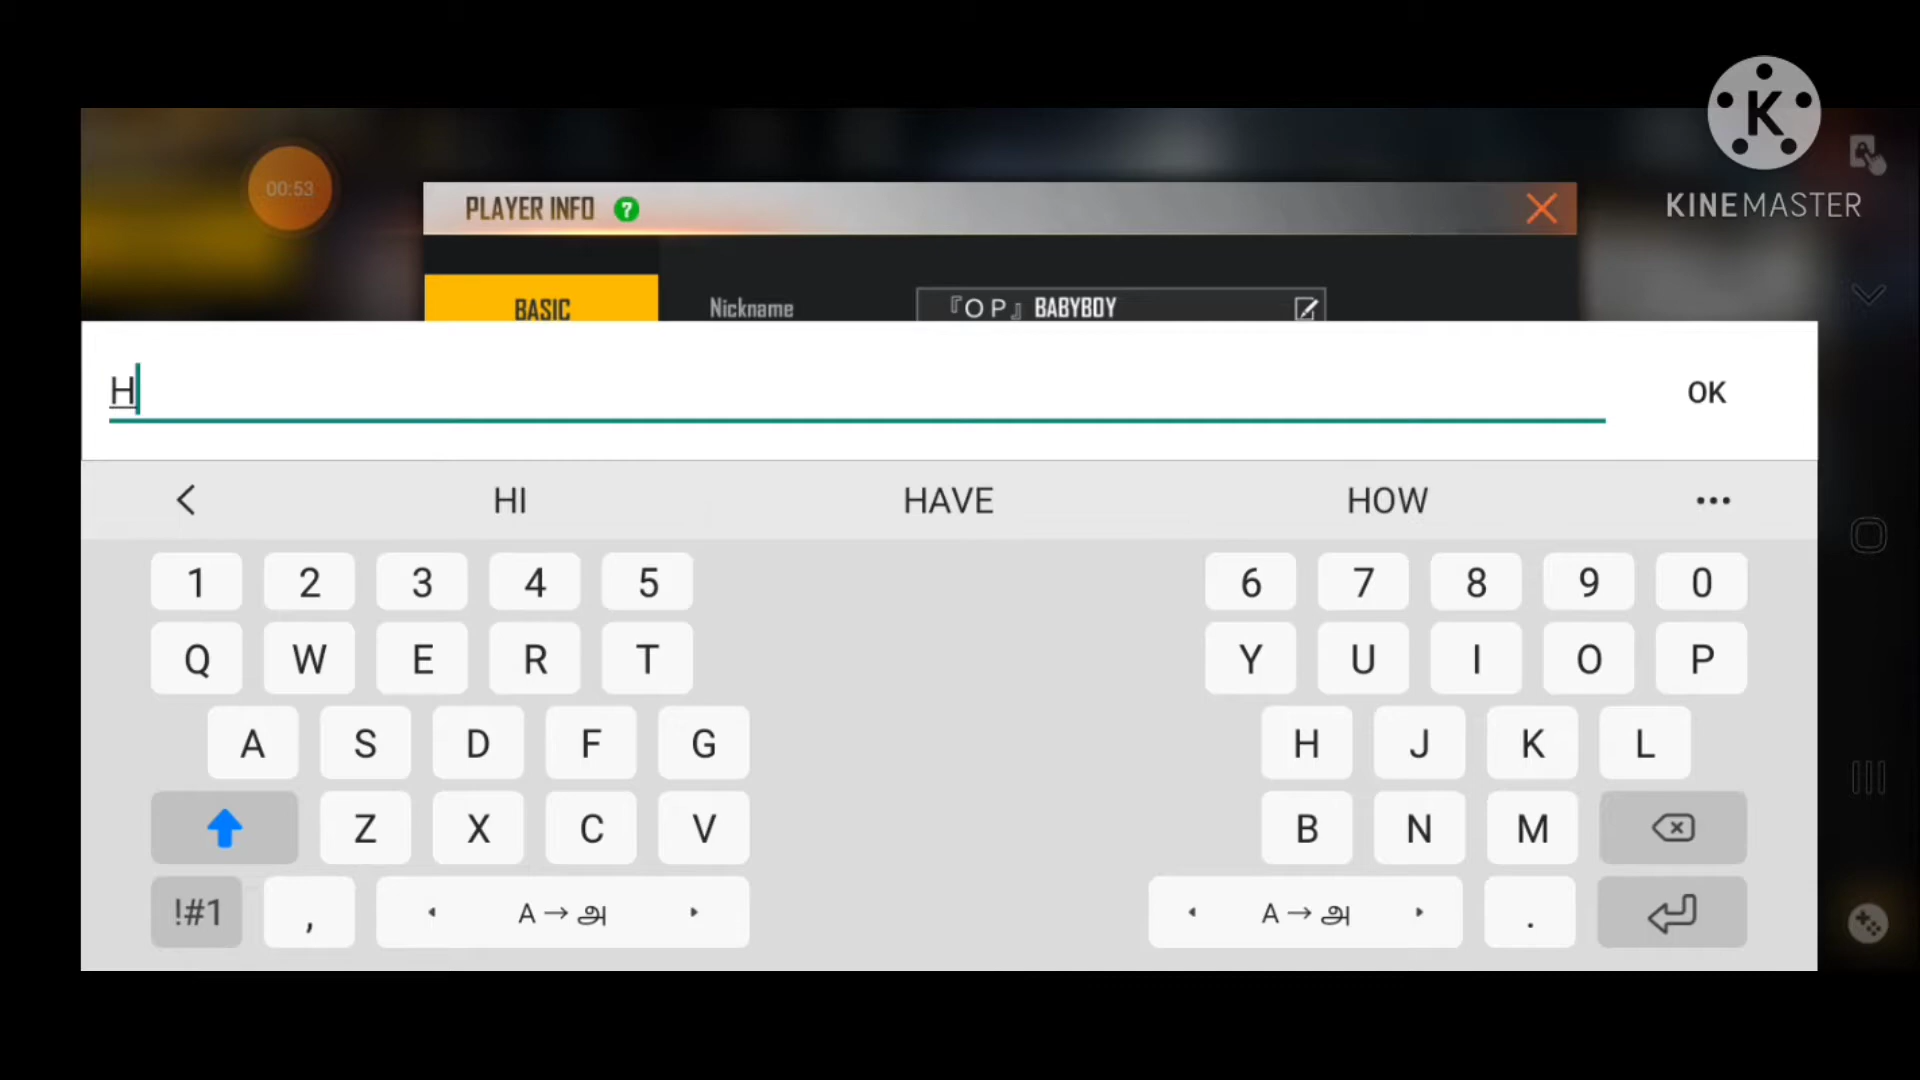 00:53
PLAYER INFO ?
K
KINEMASTER
BASIC
Nickname
『O P』 BABYBOY
H
OK
HI HAVE HOW
1 2 3 4 5 6 7 8 9 0
Q W E R T Y U I O P
A S D F G H J K L
Z X C V B N M
!#1 , A → அ A → அ .